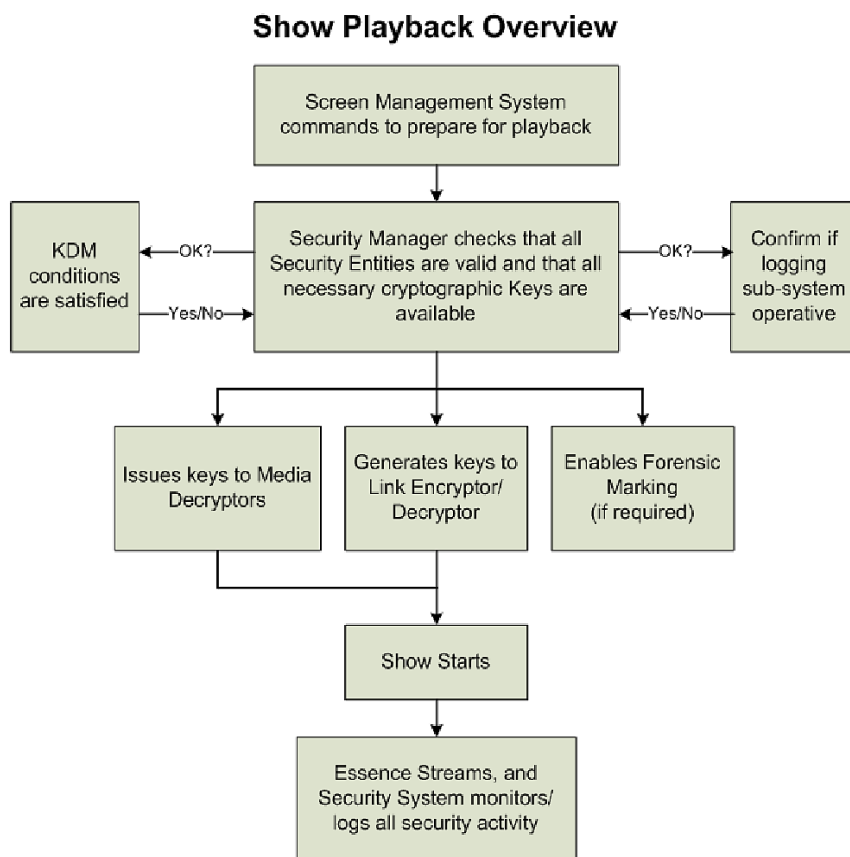 Show Playback Overview
Screen Management System
commands to prepare for playback
KDM
conditions
are satisfied
OK?
Yes/No
Security Manager checks that all
Security Entities are valid and that all
necessary cryptographic Keys are
available
OK?
Yes/No
Confirm if
logging
sub-system
operative
Issues keys to Media
Decryptors
Generates keys to
Link Encryptor/
Decryptor
Enables Forensic
Marking
(if required)
Show Starts
Essence Streams, and
Security System monitors/
logs all security activity